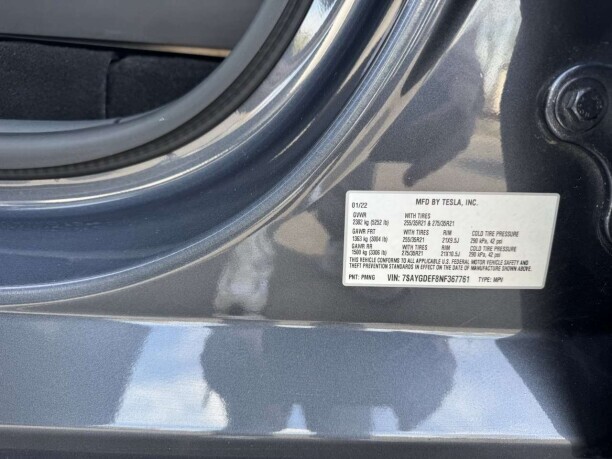 01/22 MFD BY TESLA, INC.
GVWR WITH TIRES
2382 kg (5252 lb) 255/35R21 & 275/35R21
GAWR FRT WITH TIRES RIM COLD TIRE PRESSURE
1363 kg (3004 lb) 255/35R21 21X9.5J 290 kPa, 42 psi
GAWR RR WITH TIRES RIM COLD TIRE PRESSURE
1500 kg (3306 lb) 275/35R21 21X10.5J 290 kPa, 42 psi
THIS VEHICLE CONFORMS TO ALL APPLICABLE U.S. FEDERAL MOTOR VEHICLE SAFETY AND
THEFT PREVENTION STANDARDS IN EFFECT ON THE DATE OF MANUFACTURE SHOWN ABOVE.
PNT: PMNG VIN: 7SAYGDEF8NF367761 TYPE: MPV